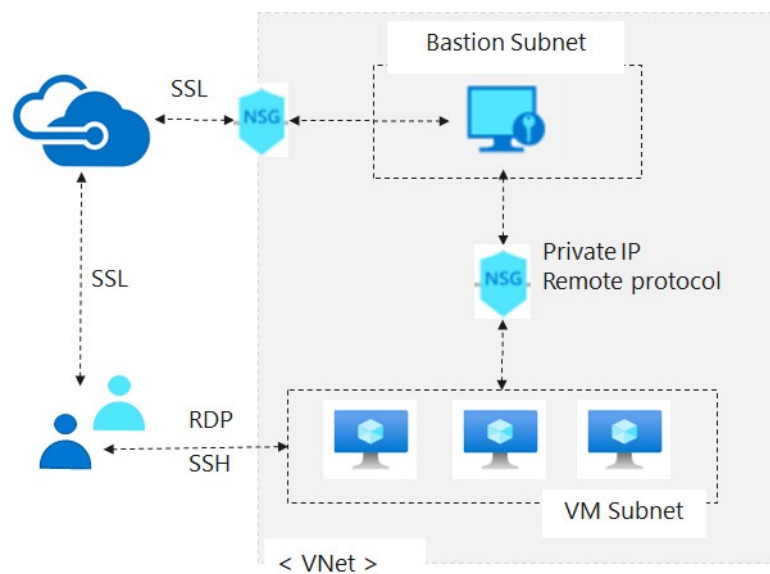 Bastion Subnet
SSL
NSG
Private IP
NSG
Remote protocol
SSL
RDP
SSH
VM Subnet
< VNet >